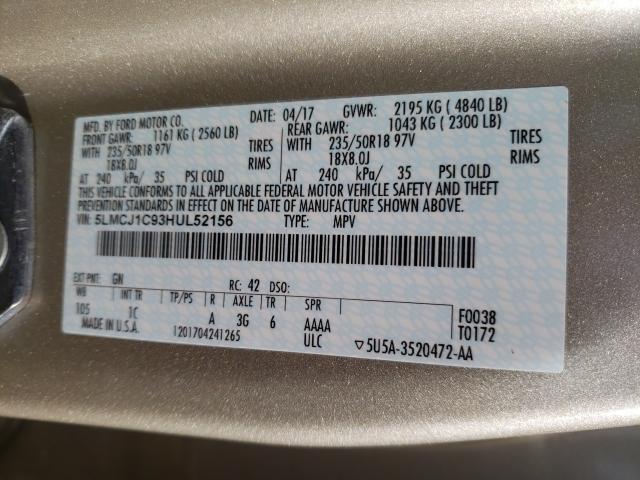 MFD. BY FORD MOTOR CO. DATE 04/17 GVWR: 2195 KG ( 4840 LB)
FRONT GAWR: 1161 KG ( 2560 LB) REAR GAWR: 1043 KG ( 2300 LB)
WITH 235/50R18 97V TIRES WITH 235/50R18 97V TIRES
18X8.0J RIMS 18X8.0J RIMS
AT 240 kPa/ 35 PSI COLD AT 240 kPa/ 35 PSI COLD
THIS VEHICLE CONFORMS TO ALL APPLICABLE FEDERAL MOTOR VEHICLE SAFETY AND THEFT
PREVENTION STANDARDS IN EFFECT ON THE DATE OF MANUFACTURE SHOWN ABOVE.
VIN: 5LMCJ1C93HUL52156 TYPE: MPV
EXT PNT: GN RC: 42 DSO:
WB INT TR TP/PS R AXLE TR SPR
105 1C A 3G 6 AAAA F0038
MADE IN U.S.A. 1201704241265 ULC T0172
5U5A-3520472-AA